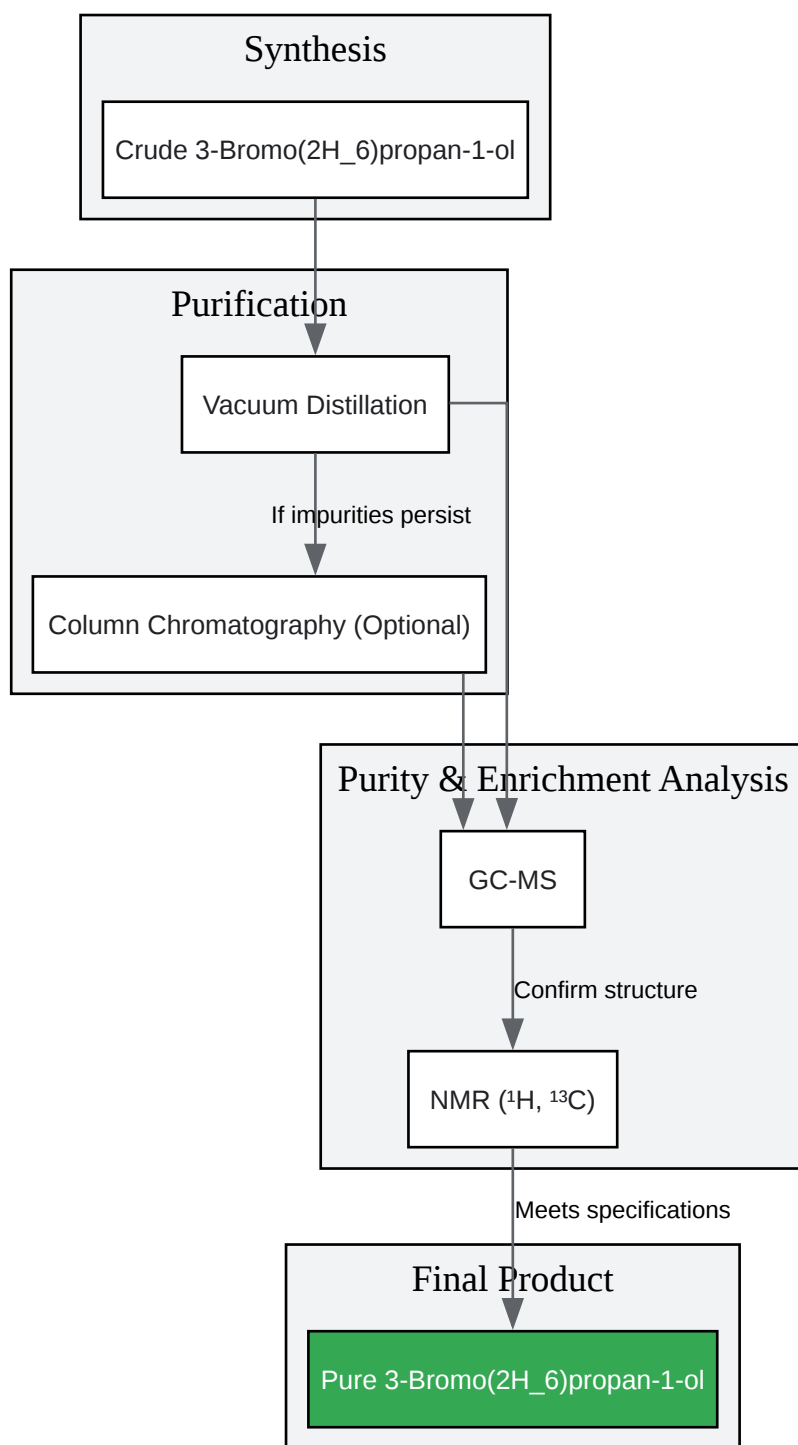 Synthesis
Crude 3-Bromo(2H_6)propan-1-ol
Purification
Vacuum Distillation
If impurities persist
Column Chromatography (Optional)
Purity & Enrichment Analysis
GC-MS
Confirm structure
NMR (¹H, ¹³C)
Meets specifications
Final Product
Pure 3-Bromo(2H_6)propan-1-ol